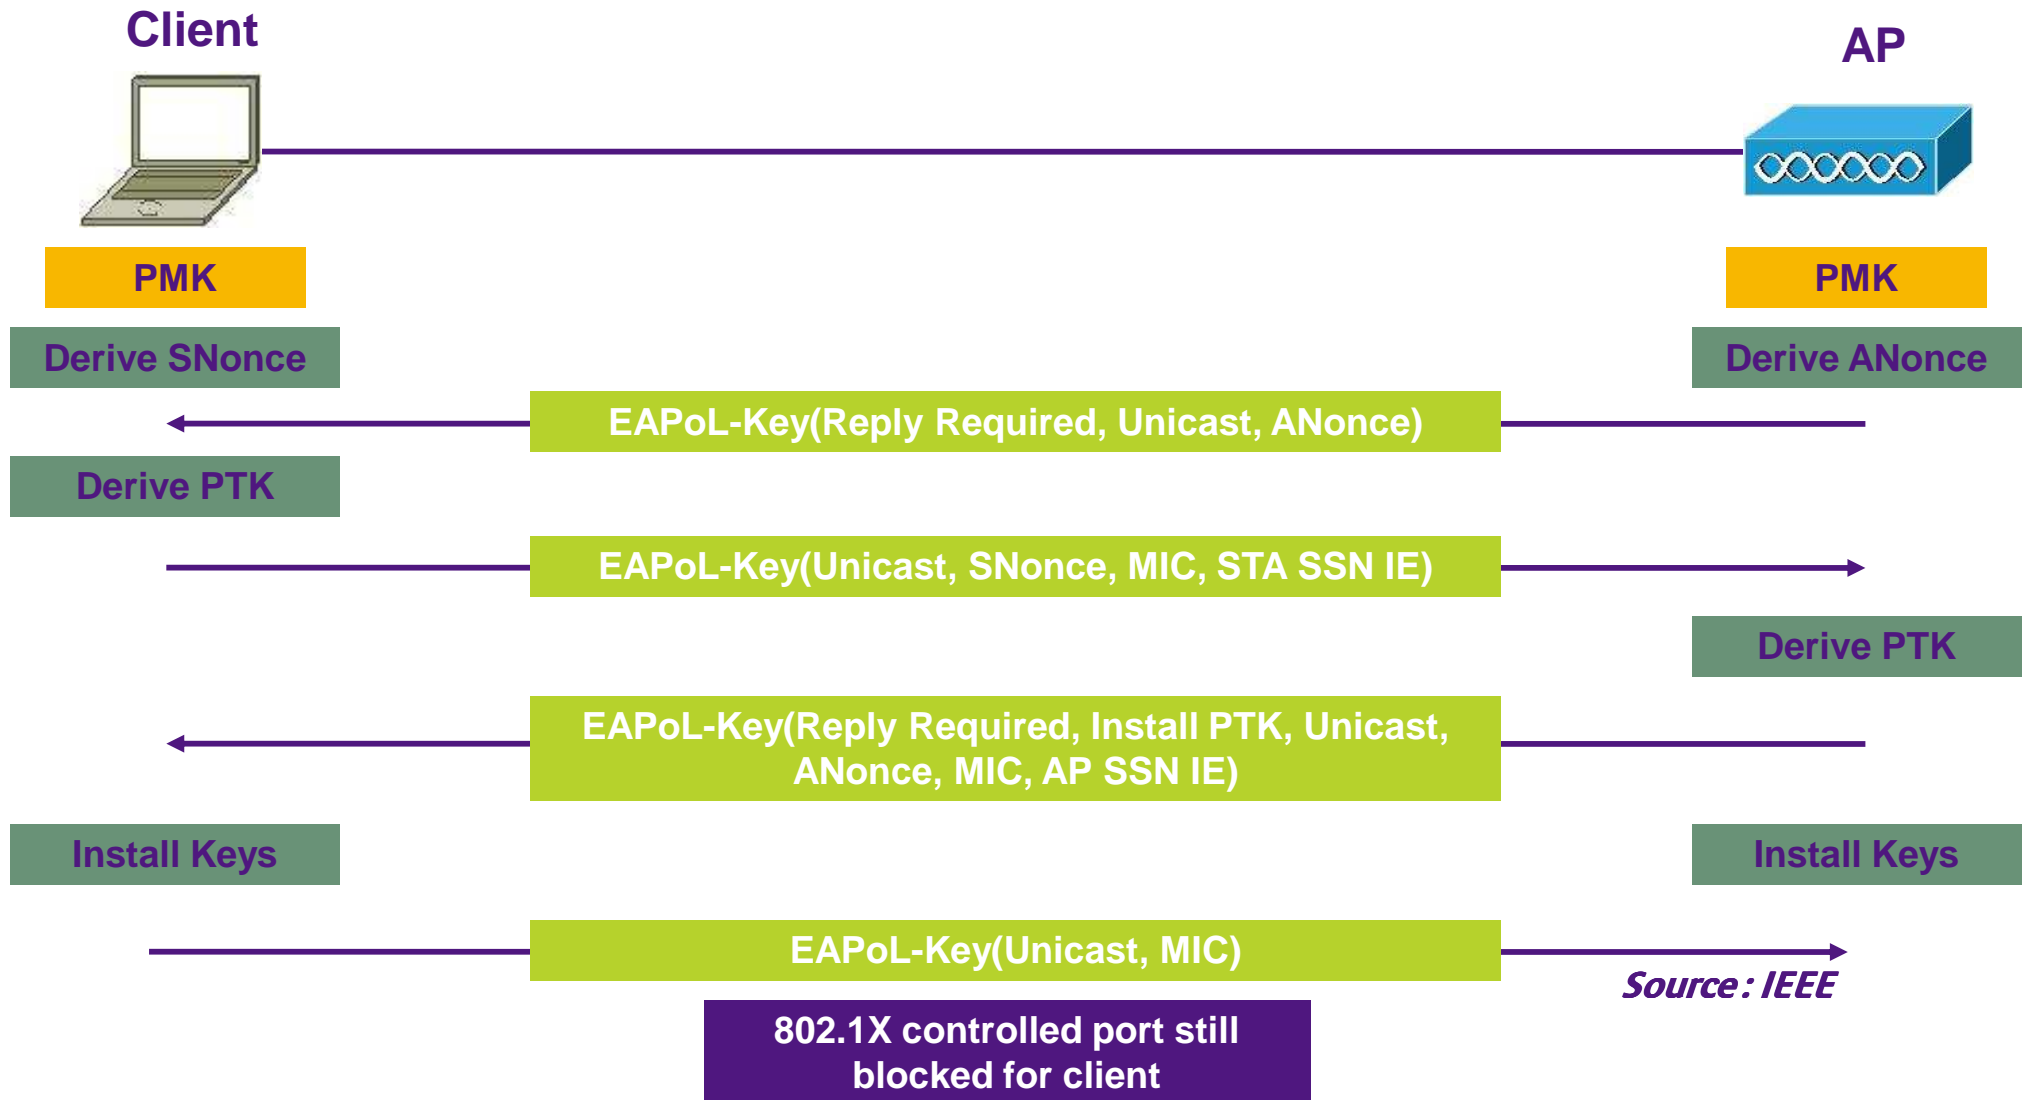 Client
AP
PMK
PMK
Derive SNonce
Derive ANonce
EAPoL-Key(Reply Required, Unicast, ANonce)
Derive PTK
EAPoL-Key(Unicast, SNonce, MIC, STA SSN IE)
Derive PTK
EAPoL-Key(Reply Required, Install PTK, Unicast,
ANonce, MIC, AP SSN IE)
Install Keys
Install Keys
EAPoL-Key(Unicast, MIC)
Source: IEEE
802.1X controlled port still
blocked for client